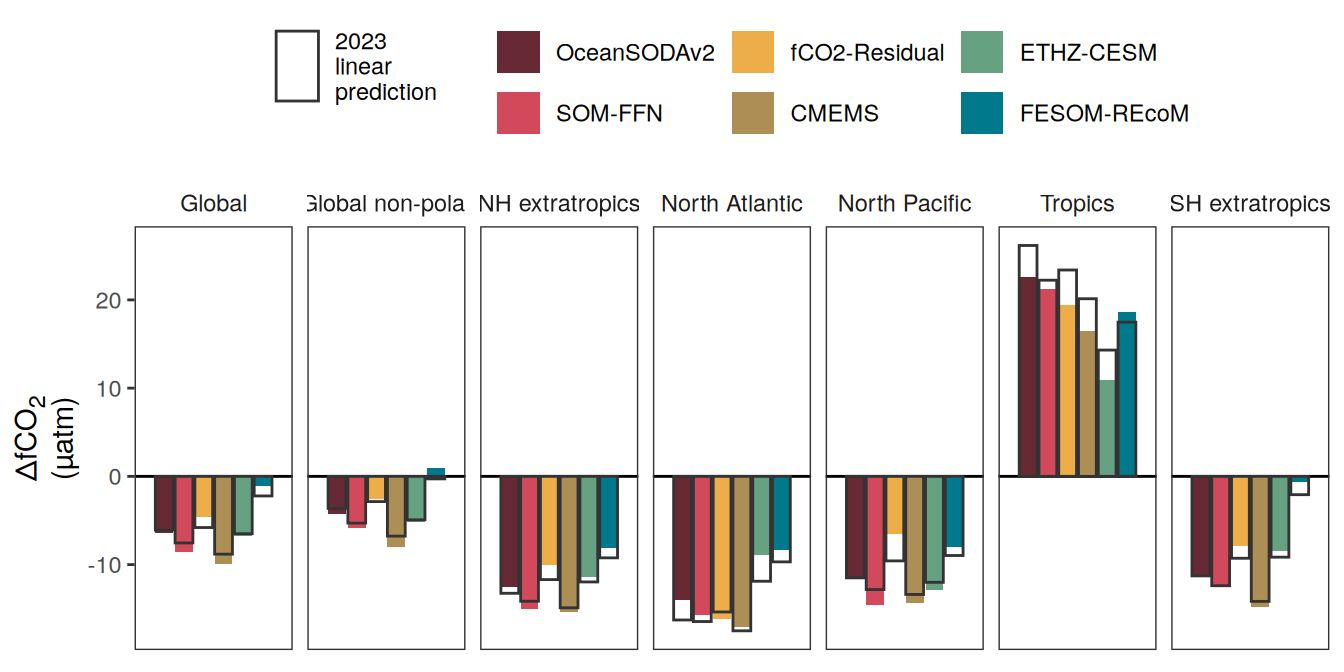 2023
linear
prediction
OceanSODAv2
fCO2-Residual
ETHZ-CESM
SOM-FFN
CMEMS
FESOM-REcoM
Global
Global non-pola
NH extratropics
North Atlantic
North Pacific
Tropics
SH extratropics
ΔfCO₂
(µatm)
20
10
0
-10